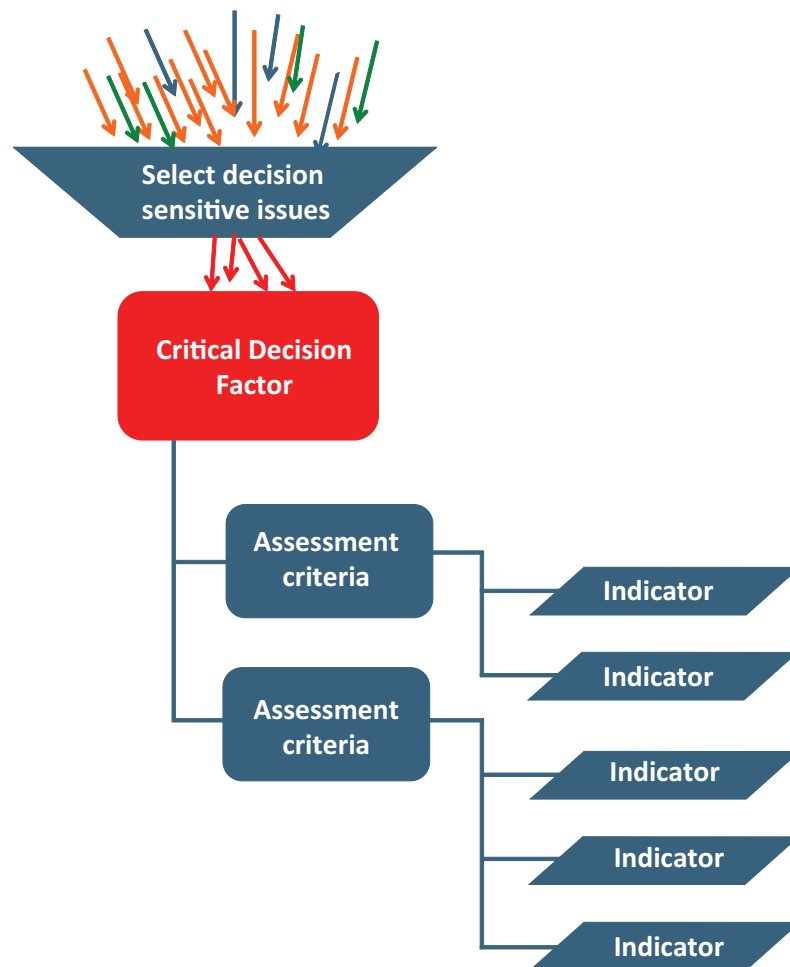 Select decision
sensitive issues
Critical Decision
Factor
Assessment
criteria
Indicator
Indicator
Assessment
criteria
Indicator
Indicator
Indicator